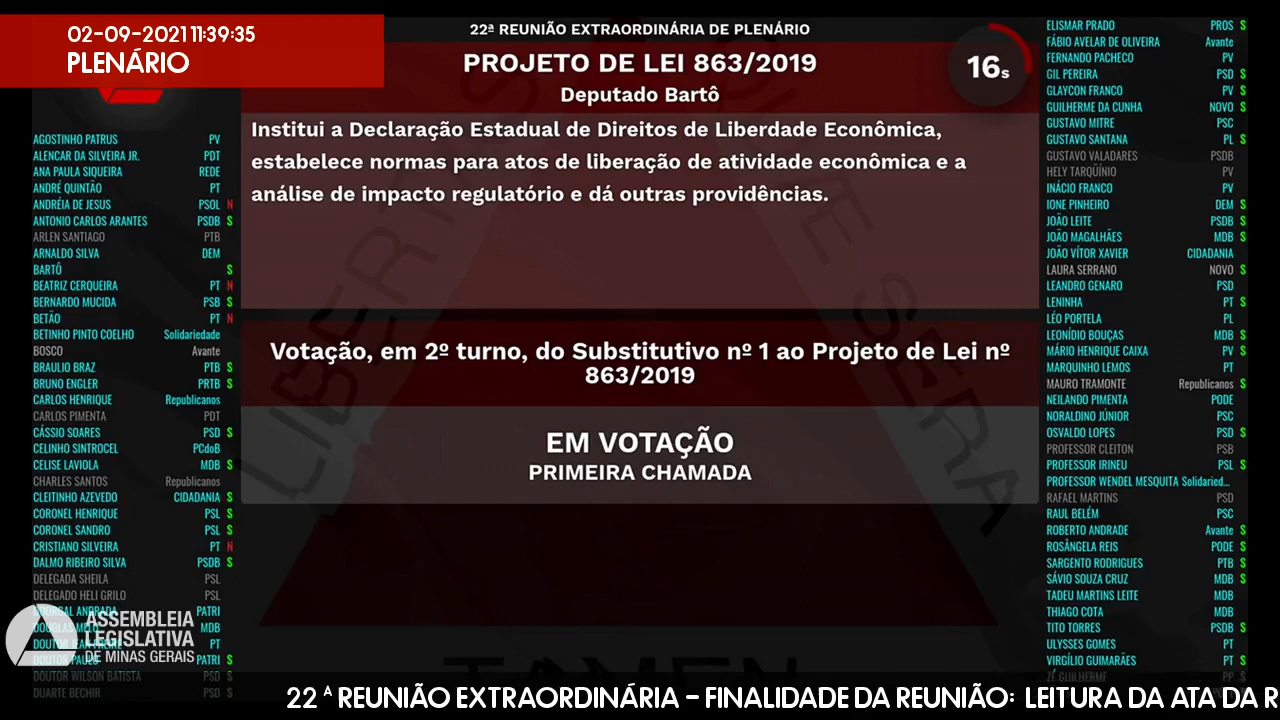 02-09-2021 11:39:35
PLENÁRIO
22ª REUNIÃO EXTRAORDINÁRIA DE PLENÁRIO
PROJETO DE LEI 863/2019
Deputado Bartô
16s
Institui a Declaração Estadual de Direitos de Liberdade Econômica,
estabelece normas para atos de liberação de atividade econômica e a
análise de impacto regulatório e dá outras providências.
Votação, em 2º turno, do Substitutivo nº 1 ao Projeto de Lei nº
863/2019
EM VOTAÇÃO
PRIMEIRA CHAMADA
AGOSTINHO PATRUS PV
ALENCAR DA SILVEIRA JR. PDT
ANA PAULA SIQUEIRA REDE
ANDRÉ QUINTÃO PT
ANDRÉIA DE JESUS PSOL N
ANTONIO CARLOS ARANTES PSDB S
ARLEN SANTIAGO PTB
ARNALDO SILVA DEM
BARTÔ S
BEATRIZ CERQUEIRA PT N
BERNARDO MUCIDA PSB S
BETÃO PT N
BETINHO PINTO COELHO Solidariedade
BOSCO Avante
BRAULIO BRAZ PTB S
BRUNO ENGLER PRTB S
CARLOS HENRIQUE Republicanos
CARLOS PIMENTA PDT
CÁSSIO SOARES PSD S
CELINHO SINTROCEL PCdoB
CELISE LAVIOLA MDB S
CHARLES SANTOS Republicanos
CLEITINHO AZEVEDO CIDADANIA S
CORONEL HENRIQUE PSL S
CORONEL SANDRO PSL S
CRISTIANO SILVEIRA PT N
DALMO RIBEIRO SILVA PSDB S
DELEGADA SHEILA PSL
DELEGADO HELI GRILO PSL
DOORGAL ANDRADA PATRI
DOUGLAS MELO MDB
DOUTOR JEAN FREIRE PT
DOUTOR PAULO PATRI S
DOUTOR WILSON BATISTA PSD S
DUARTE BECHIR PSD S
ELISMAR PRADO PROS S
FÁBIO AVELAR DE OLIVEIRA Avante
FERNANDO PACHECO PV
GIL PEREIRA PSD S
GLAYCON FRANCO PV S
GUILHERME DA CUNHA NOVO S
GUSTAVO MITRE PSC
GUSTAVO SANTANA PL S
GUSTAVO VALADARES PSDB
HELY TARQÜÍNIO PV
INÁCIO FRANCO PV
IONE PINHEIRO DEM S
JOÃO LEITE PSDB S
JOÃO MAGALHÃES MDB S
JOÃO VÍTOR XAVIER CIDADANIA
LAURA SERRANO NOVO S
LEANDRO GENARO PSD
LENINHA PT S
LÉO PORTELA PL
LEONÍDIO BOUÇAS MDB S
MÁRIO HENRIQUE CAIXA PV S
MARQUINHO LEMOS PT
MAURO TRAMONTE Republicanos S
NEILANDO PIMENTA PODE
NORALDINO JÚNIOR PSC
OSVALDO LOPES PSD S
PROFESSOR CLEITON PSB
PROFESSOR IRINEU PSL S
PROFESSOR WENDEL MESQUITA Solidaried...
RAFAEL MARTINS PSD
RAUL BELÉM PSC
ROBERTO ANDRADE Avante S
ROSÂNGELA REIS PODE S
SARGENTO RODRIGUES PTB S
SÁVIO SOUZA CRUZ MDB S
TADEU MARTINS LEITE MDB
THIAGO COTA MDB
TITO TORRES PSDB S
ULYSSES GOMES PT
VIRGÍLIO GUIMARÃES PT S
ZÉ GUILHERME PP S
ASSEMBLEIA
LEGISLATIVA
DE MINAS GERAIS
22 ª REUNIÃO EXTRAORDINÁRIA - FINALIDADE DA REUNIÃO: LEITURA DA ATA DA R